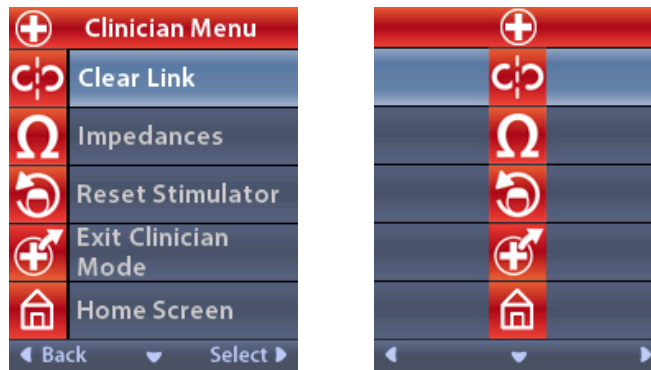 Clinician Menu
Clear Link
Ω Impedances
Reset Stimulator
Exit Clinician
Mode
Home Screen
Back Select
Ω